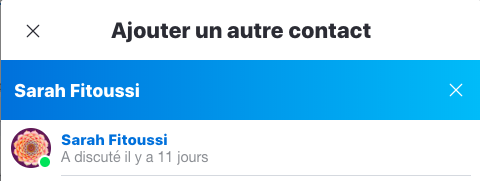 Ajouter un autre contact
Sarah Fitoussi
Sarah Fitoussi
A discuté il y a 11 jours